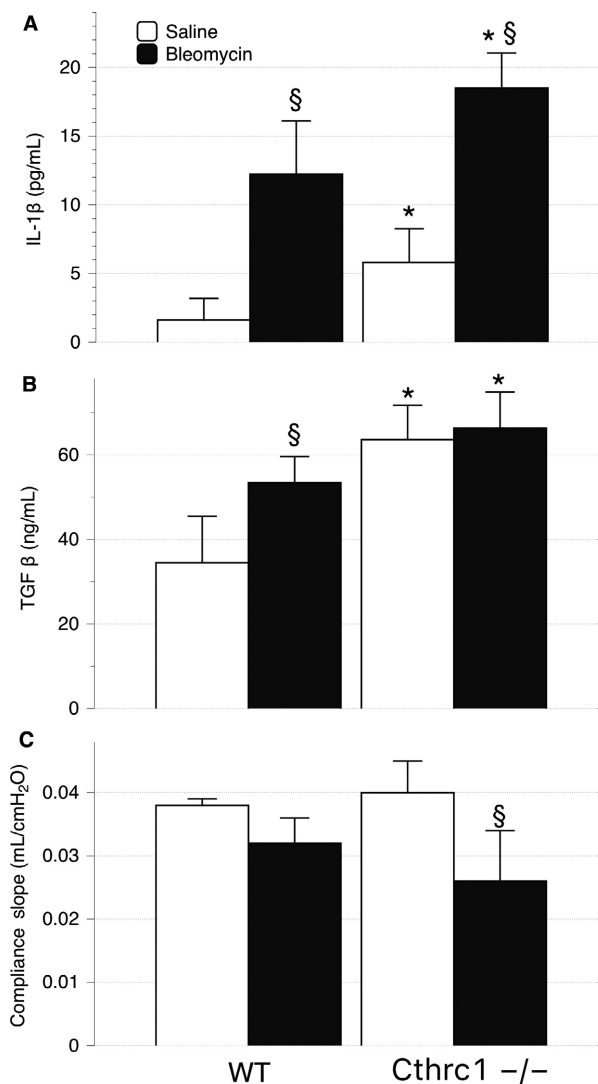 A
Saline
Bleomycin
* §
§
*
20
15
10
5
0
IL-1β (pg/mL)
B
*
*
§
60
40
20
0
TGF β (ng/mL)
C
§
0.04
0.03
0.02
0.01
0
Compliance slope (mL/cmH₂O)
WT
Cthrc1 –/–